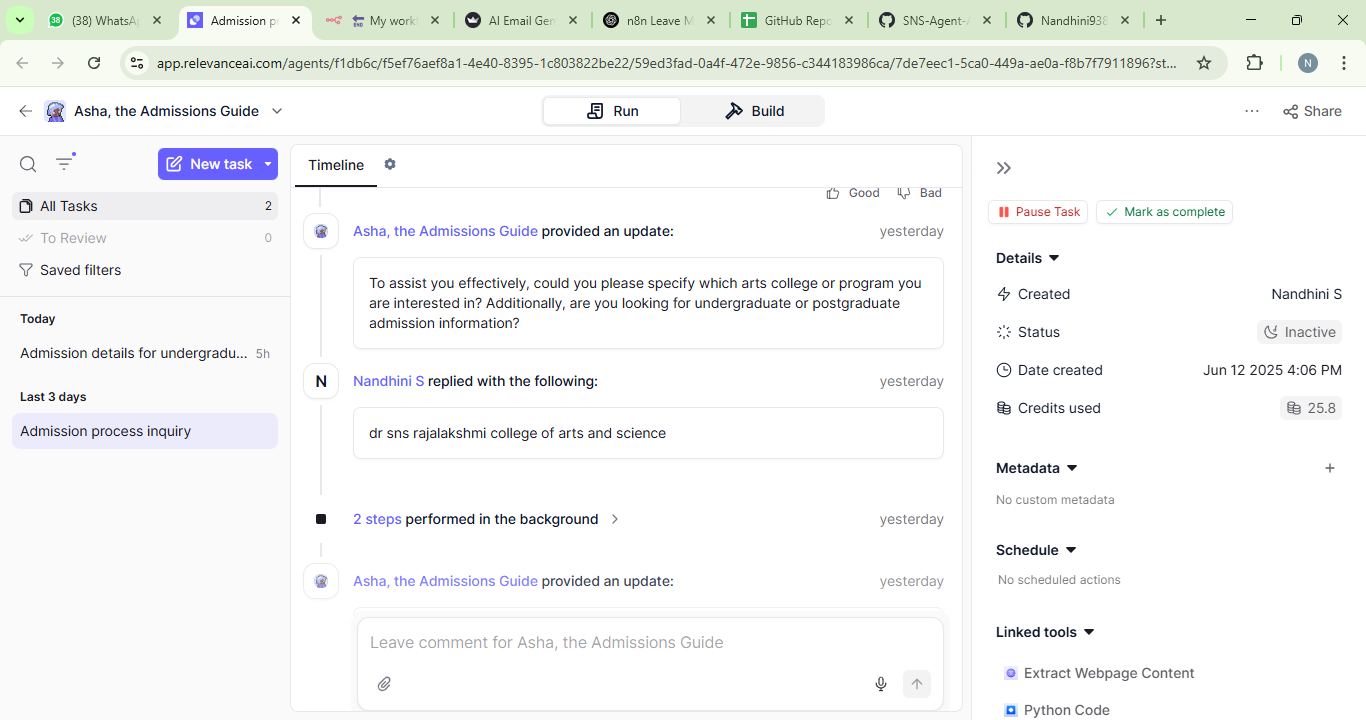 (38) WhatsAp
Admission pr
My work
AI Email Gen
n8n Leave M
GitHub Repo
SNS-Agent-A
Nandhini938
app.relevanceai.com/agents/f1db6c/f5ef76aef8a1-4e40-8395-1c803822be22/59ed3fad-0a4f-472e-9856-c344183986ca/7de7eec1-5ca0-449a-ae0a-f8b7f7911896?st...
N
Asha, the Admissions Guide
Run
Build
Share
New task
All Tasks 2
To Review 0
Saved filters
Today
Admission details for undergradu... 5h
Last 3 days
Admission process inquiry
Timeline
Good Bad
Asha, the Admissions Guide provided an update: yesterday
To assist you effectively, could you please specify which arts college or program you
are interested in? Additionally, are you looking for undergraduate or postgraduate
admission information?
N
Nandhini S replied with the following: yesterday
dr sns rajalakshmi college of arts and science
2 steps performed in the background yesterday
Asha, the Admissions Guide provided an update: yesterday
Leave comment for Asha, the Admissions Guide
Pause Task
Mark as complete
Details
Created Nandhini S
Status Inactive
Date created Jun 12 2025 4:06 PM
Credits used 25.8
Metadata
No custom metadata
Schedule
No scheduled actions
Linked tools
Extract Webpage Content
Python Code